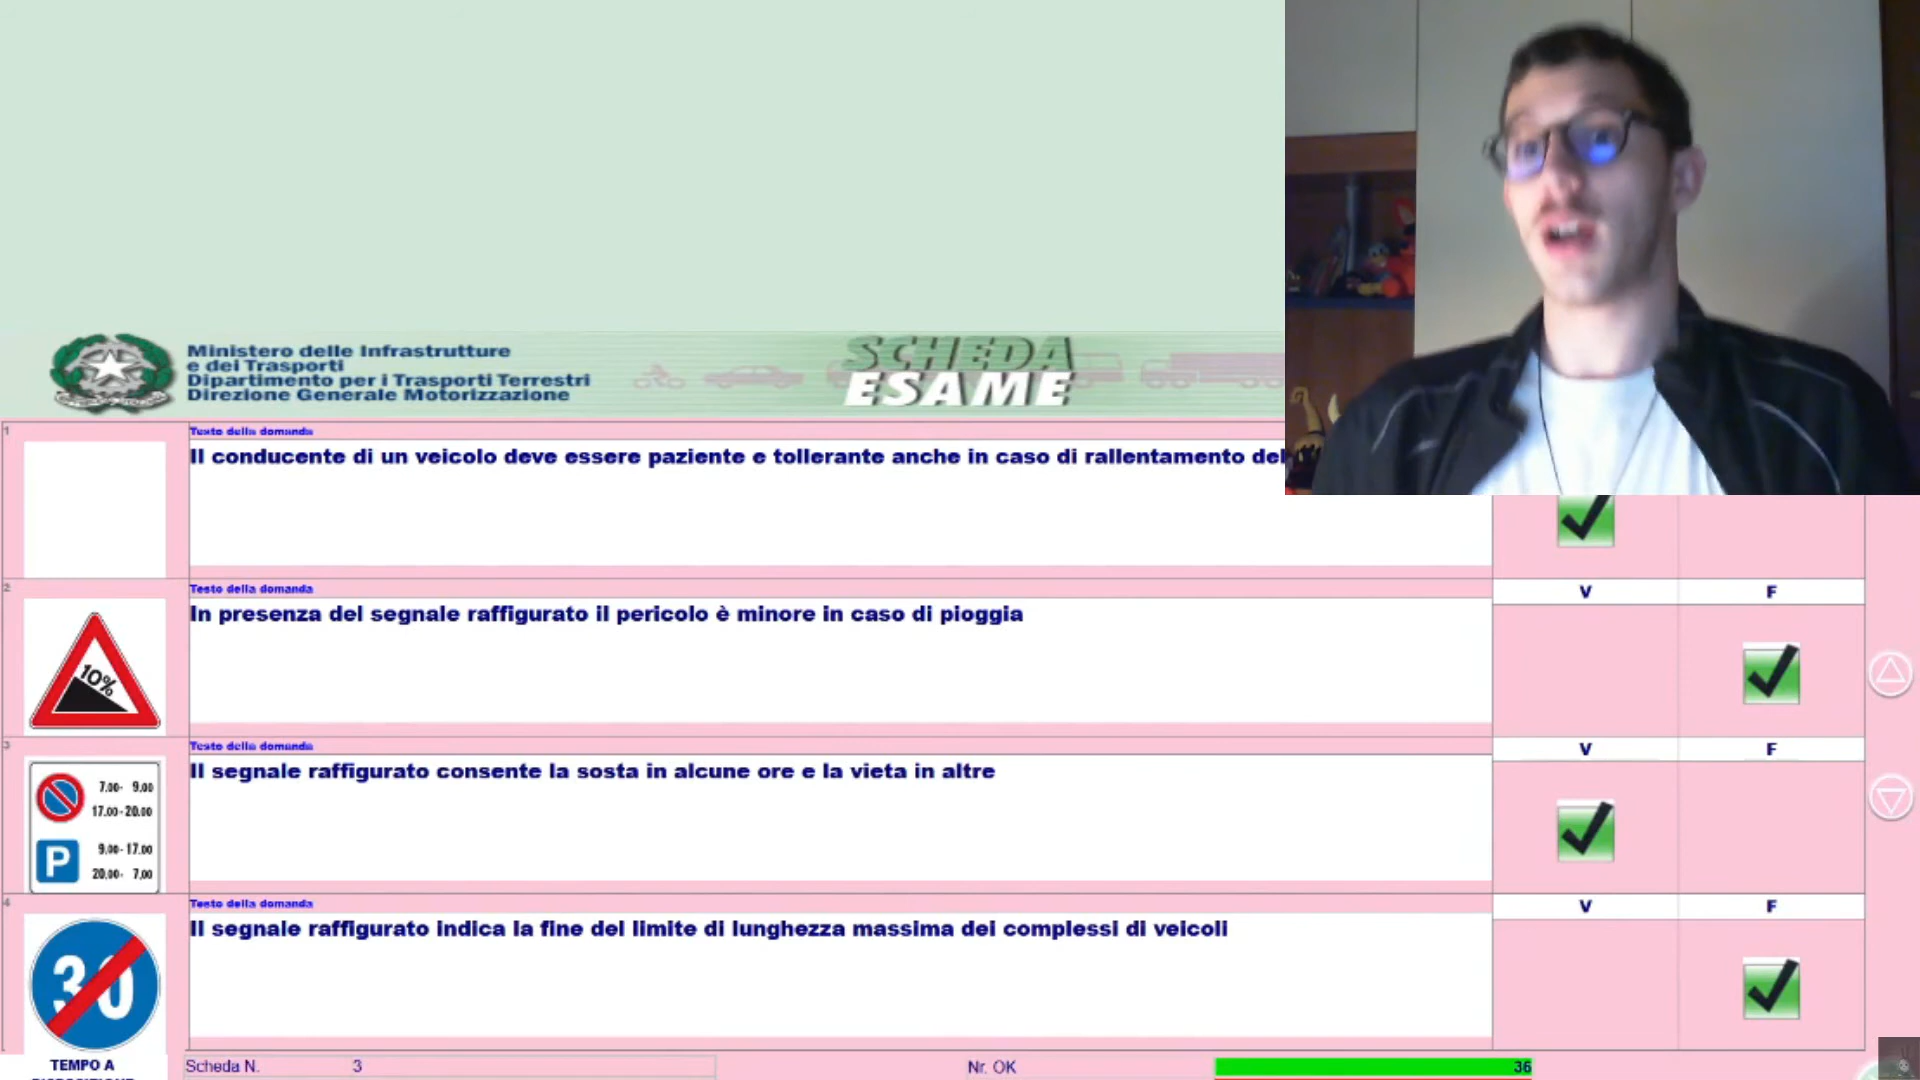 Ministero delle Infrastrutture
e dei Trasporti
Dipartimento per i Trasporti Terrestri
Direzione Generale Motorizzazione
SCHEDA
ESAME
1
Testo della domanda
Il conducente di un veicolo deve essere paziente e tollerante anche in caso di rallentamento del
2
Testo della domanda
V F
In presenza del segnale raffigurato il pericolo è minore in caso di pioggia
10%
3
Testo della domanda
V F
Il segnale raffigurato consente la sosta in alcune ore e la vieta in altre
7.00- 9.00
17.00-20.00
P
9.00-17.00
20.00- 7.00
4
Testo della domanda
V F
Il segnale raffigurato indica la fine del limite di lunghezza massima dei complessi di veicoli
30
TEMPO A
Scheda N. 3
Nr. OK 36